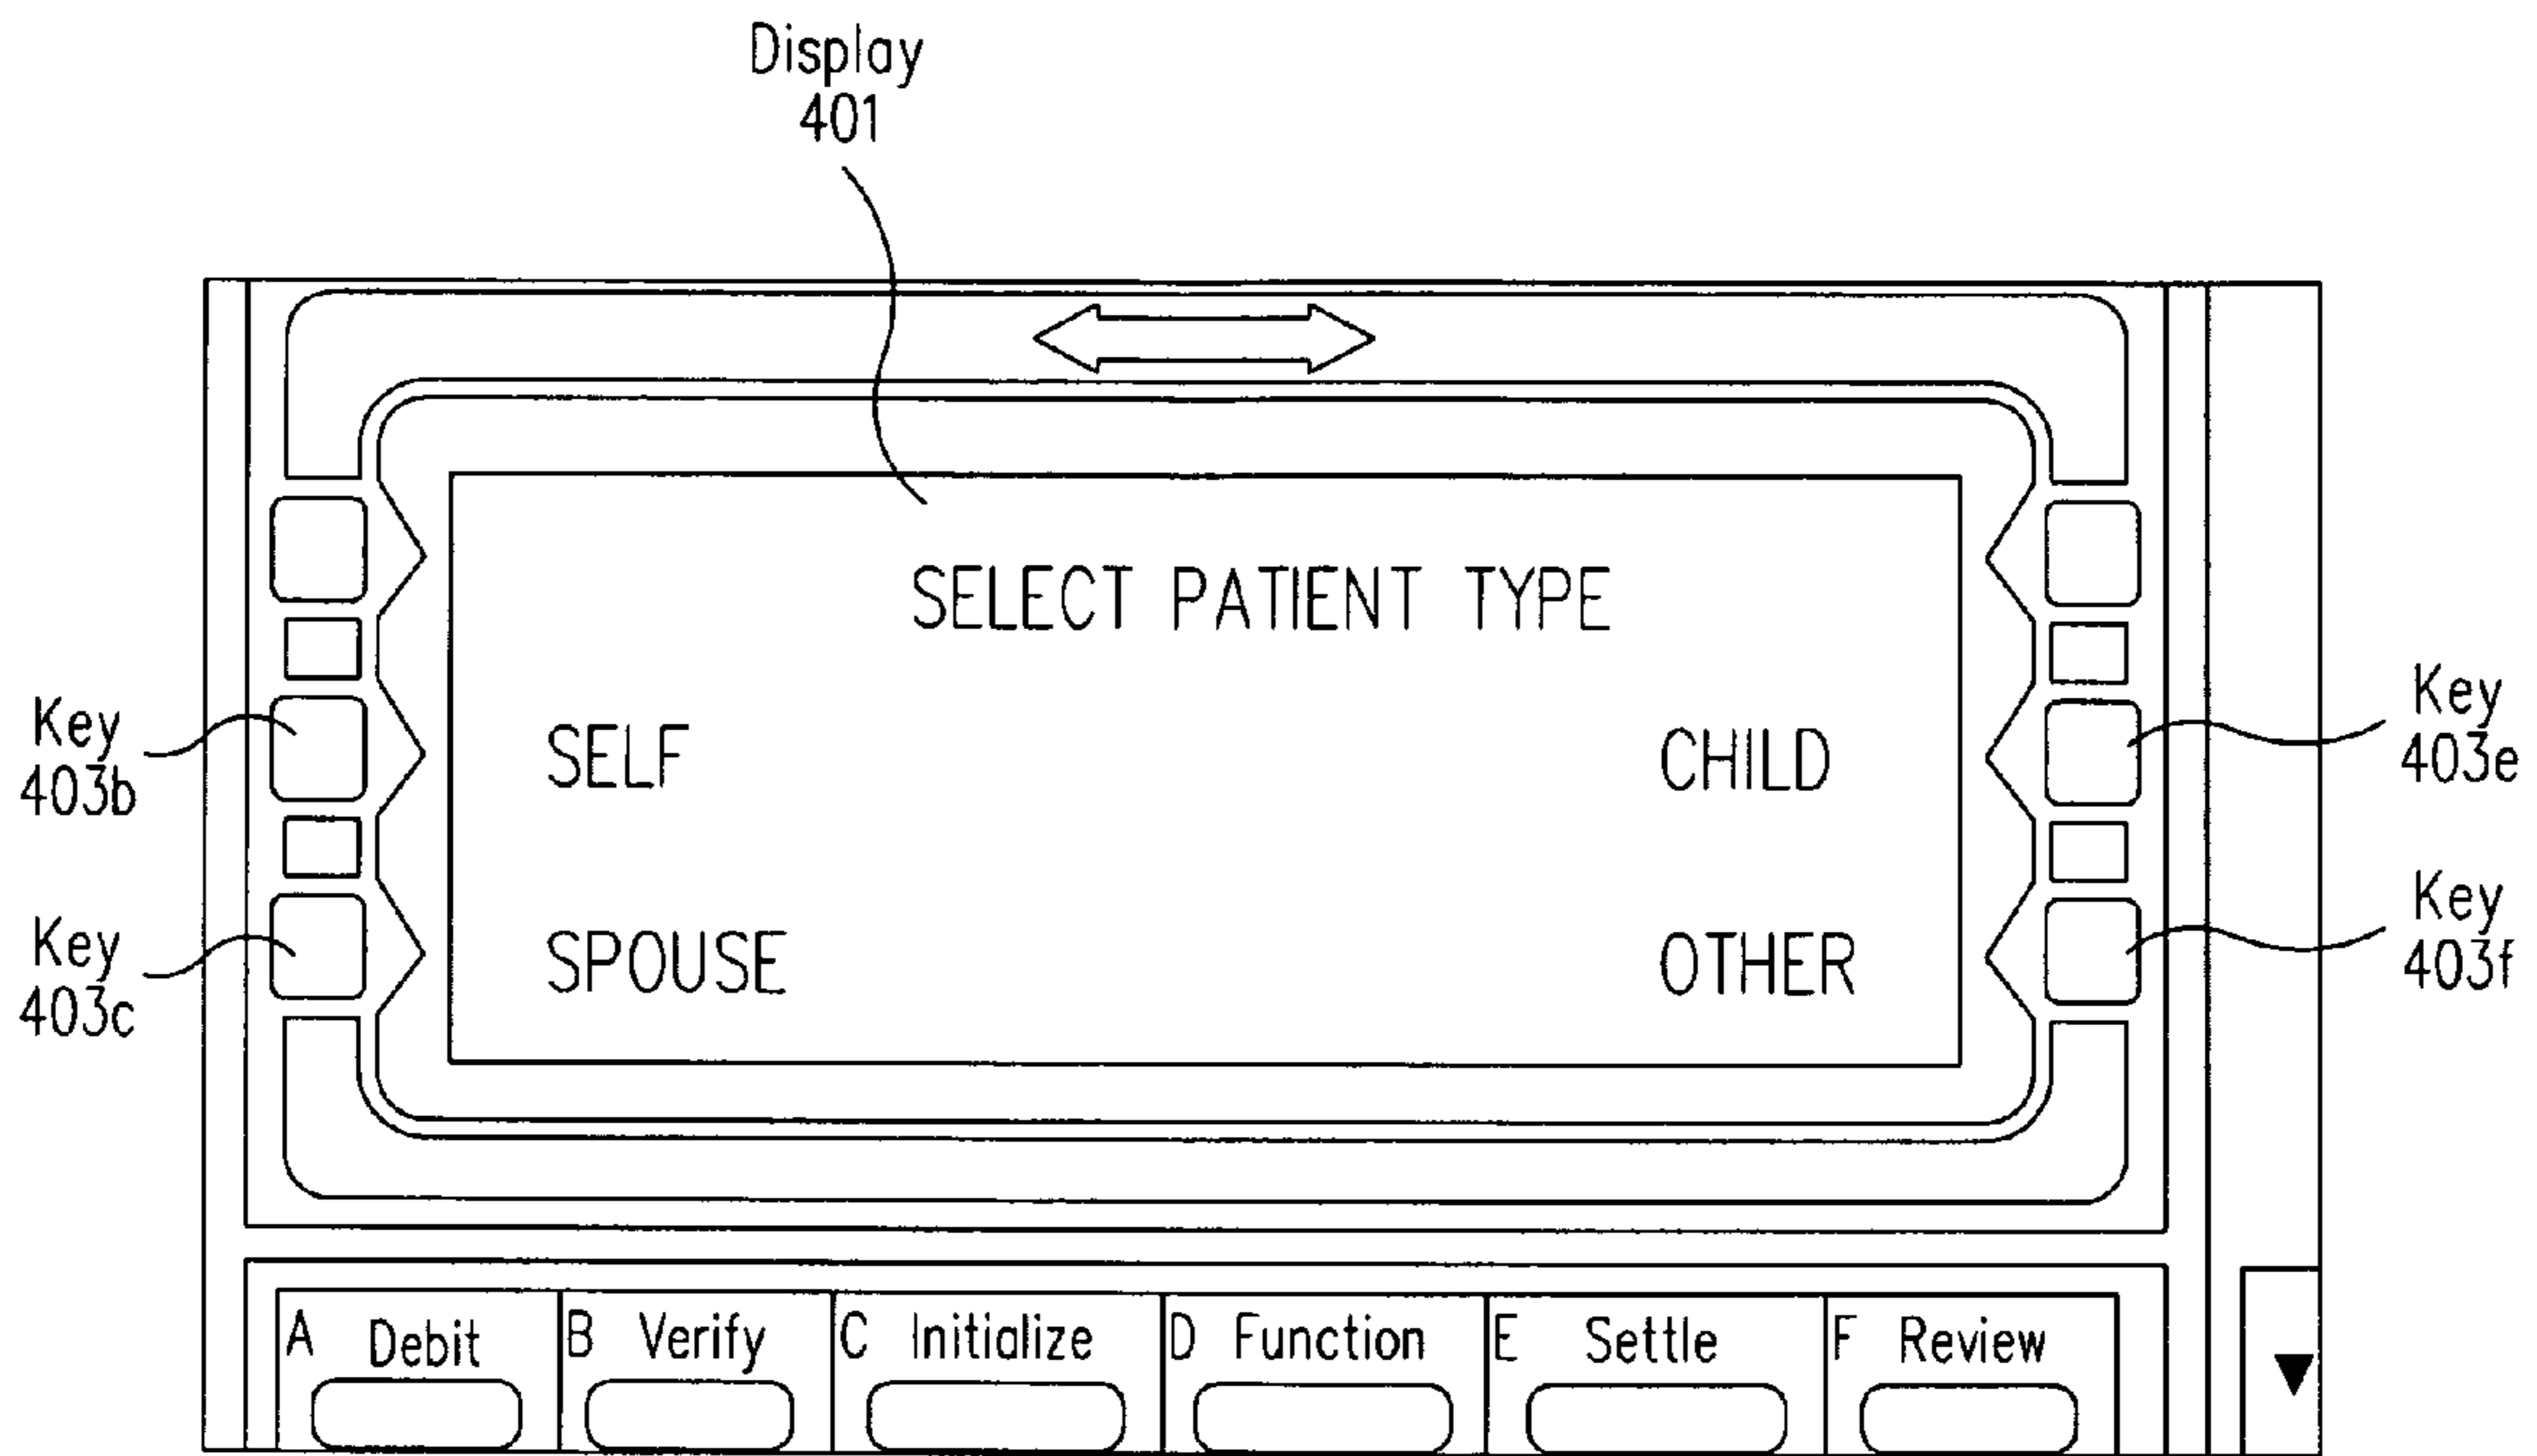 Display
401
SELECT PATIENT TYPE
Key
403b
SELF
CHILD
Key
403e
Key
403c
SPOUSE
OTHER
Key
403f
A Debit
B Verify
C Initialize
D Function
E Settle
F Review